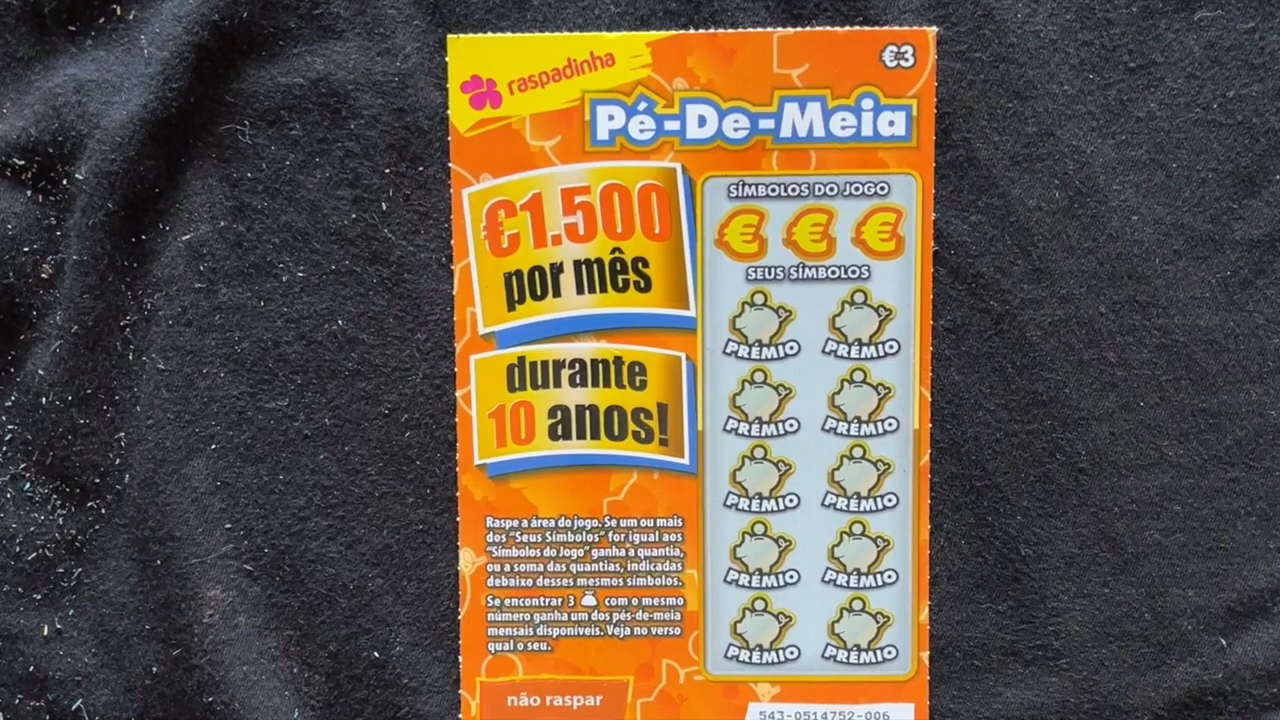 raspadinha
€3
Pé-De-Meia
€1.500
por mês
durante
10 anos!
Raspe a área do jogo. Se um ou mais
dos "Seus Símbolos" for igual aos
"Símbolos do Jogo" ganha a quantia,
ou a soma das quantias, indicadas
debaixo desses mesmos símbolos.
Se encontrar 3 com o mesmo
número ganha um dos pés-de-meia
mensais disponíveis. Veja no verso
qual o seu.
não raspar
SÍMBOLOS DO JOGO
€ € €
SEUS SÍMBOLOS
PRÉMIO PRÉMIO
PRÉMIO PRÉMIO
PRÉMIO PRÉMIO
PRÉMIO PRÉMIO
PRÉMIO PRÉMIO
543-0514752-006